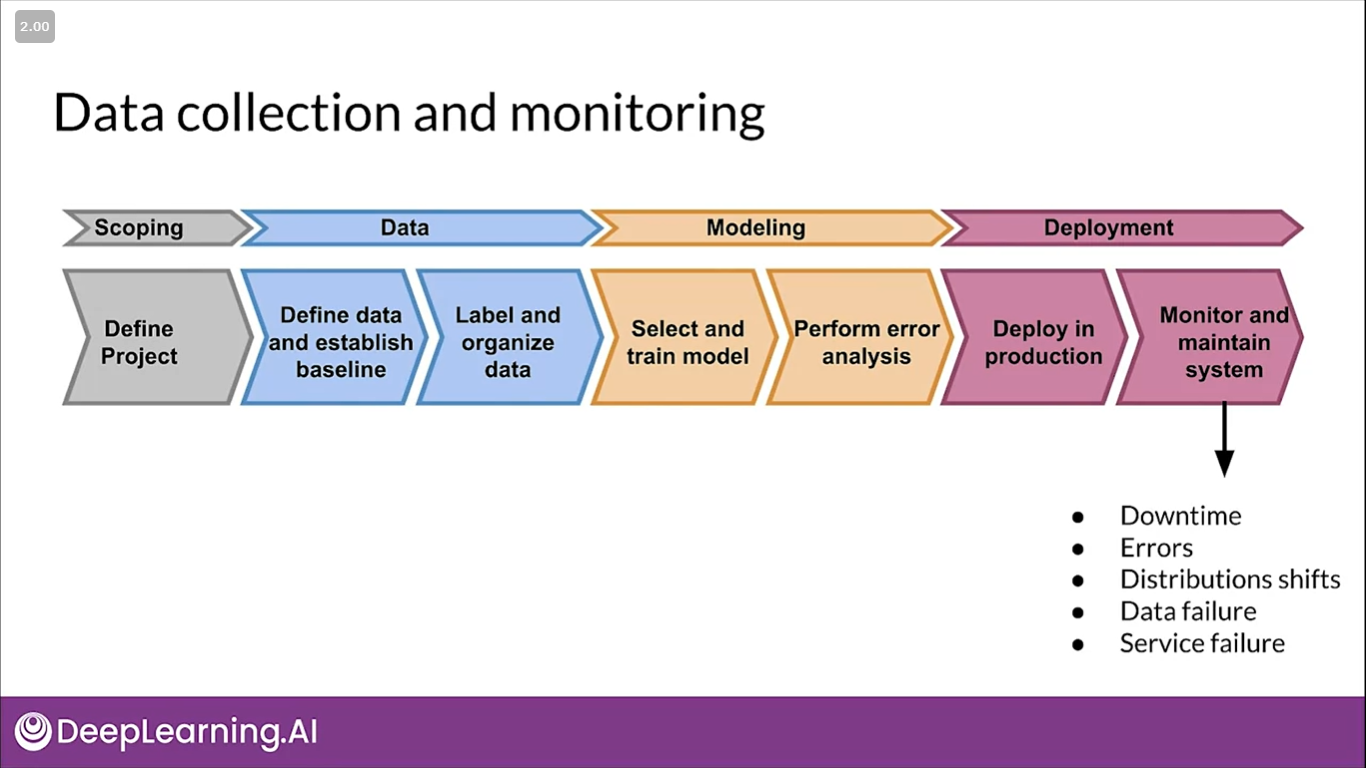 2.00
Data collection and monitoring
Scoping
Data
Modeling
Deployment
Define
Project
Define data
and establish
baseline
Label and
organize
data
Select and
train model
Perform error
analysis
Deploy in
production
Monitor and
maintain
system
● Downtime
● Errors
● Distributions shifts
● Data failure
● Service failure
DeepLearning.AI